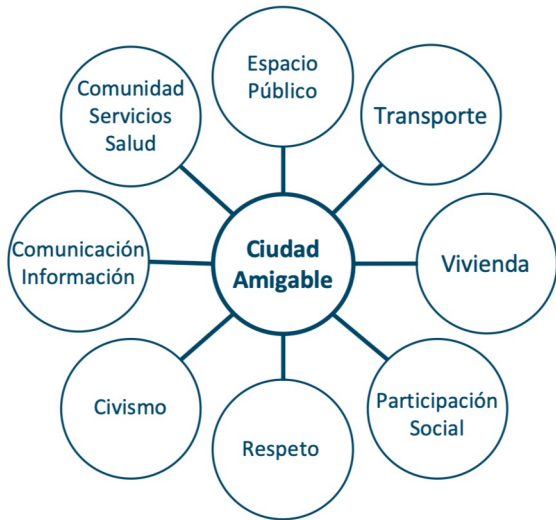 Espacio
Público
Transporte
Vivienda
Participación
Social
Respeto
Civismo
Comunicación
Información
Comunidad
Servicios
Salud
Ciudad
Amigable